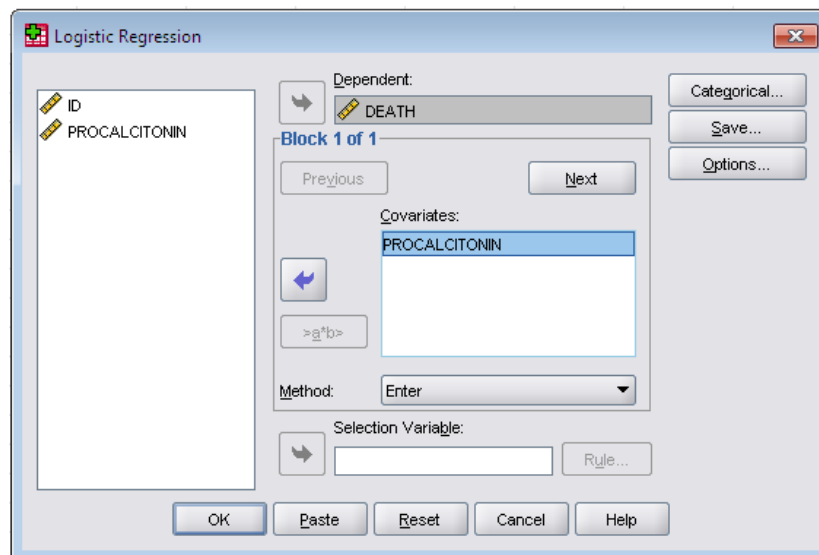 Logistic Regression
ID
PROCALCITONIN
Dependent:
DEATH
Block 1 of 1
Previous
Next
Covariates:
PROCALCITONIN
>a*b>
Method:
Enter
Selection Variable:
Rule...
Categorical...
Save...
Options...
OK
Paste
Reset
Cancel
Help